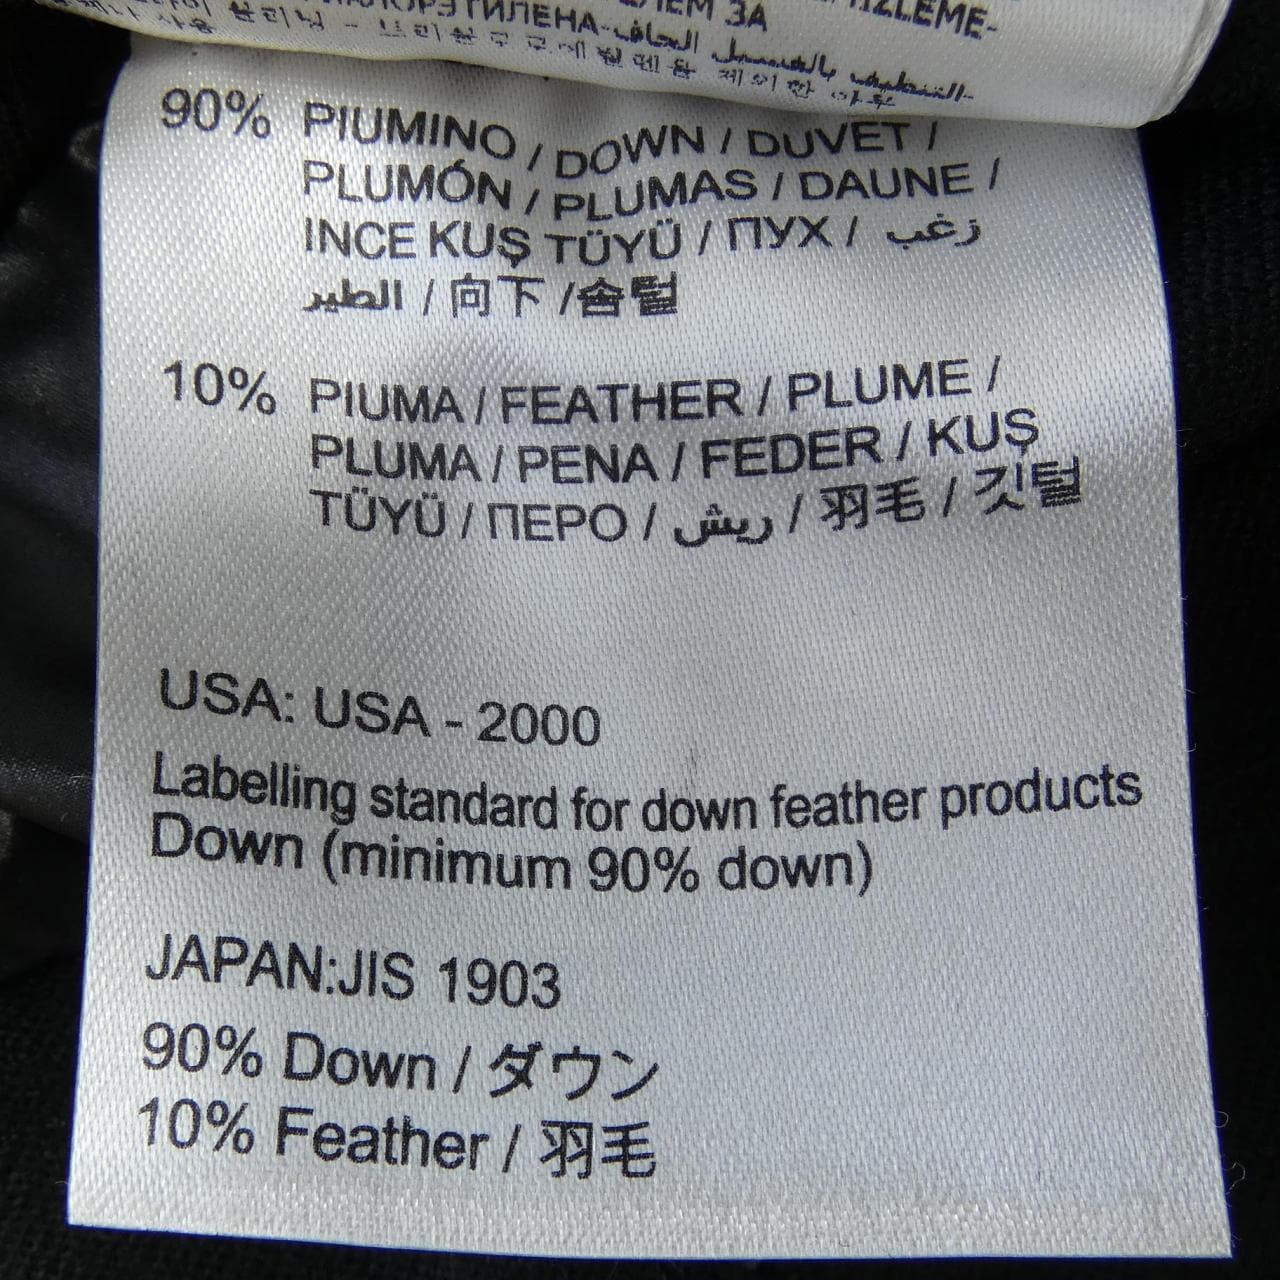 ЗА
90% PIUMINO / DOWN / DUVET /
PLUMÓN / PLUMAS / DAUNE /
INCE KUŞ TÜYÜ / ПУХ / زغب
الطير / 向下 /솜털
10% PIUMA / FEATHER / PLUME /
PLUMA / PENA / FEDER / KUŞ
TÜYÜ / ПЕРО / ريش / 羽毛 / 깃털
USA: USA - 2000
Labelling standard for down feather products
Down (minimum 90% down)
JAPAN:JIS 1903
90% Down / ダウン
10% Feather / 羽毛